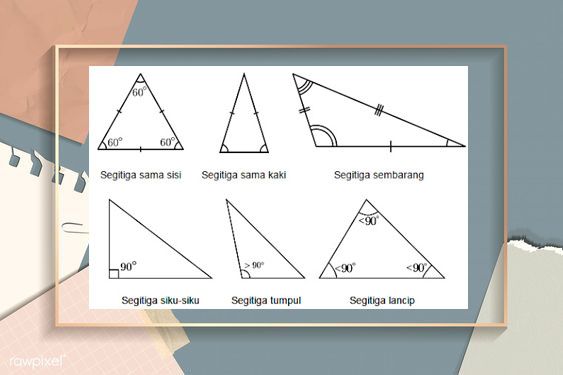 60°
60°
60°
Segitiga sama sisi
Segitiga sama kaki
Segitiga sembarang
90°
> 90°
<90°
<90°
<90°
Segitiga siku-siku
Segitiga tumpul
Segitiga lancip
rawpixel